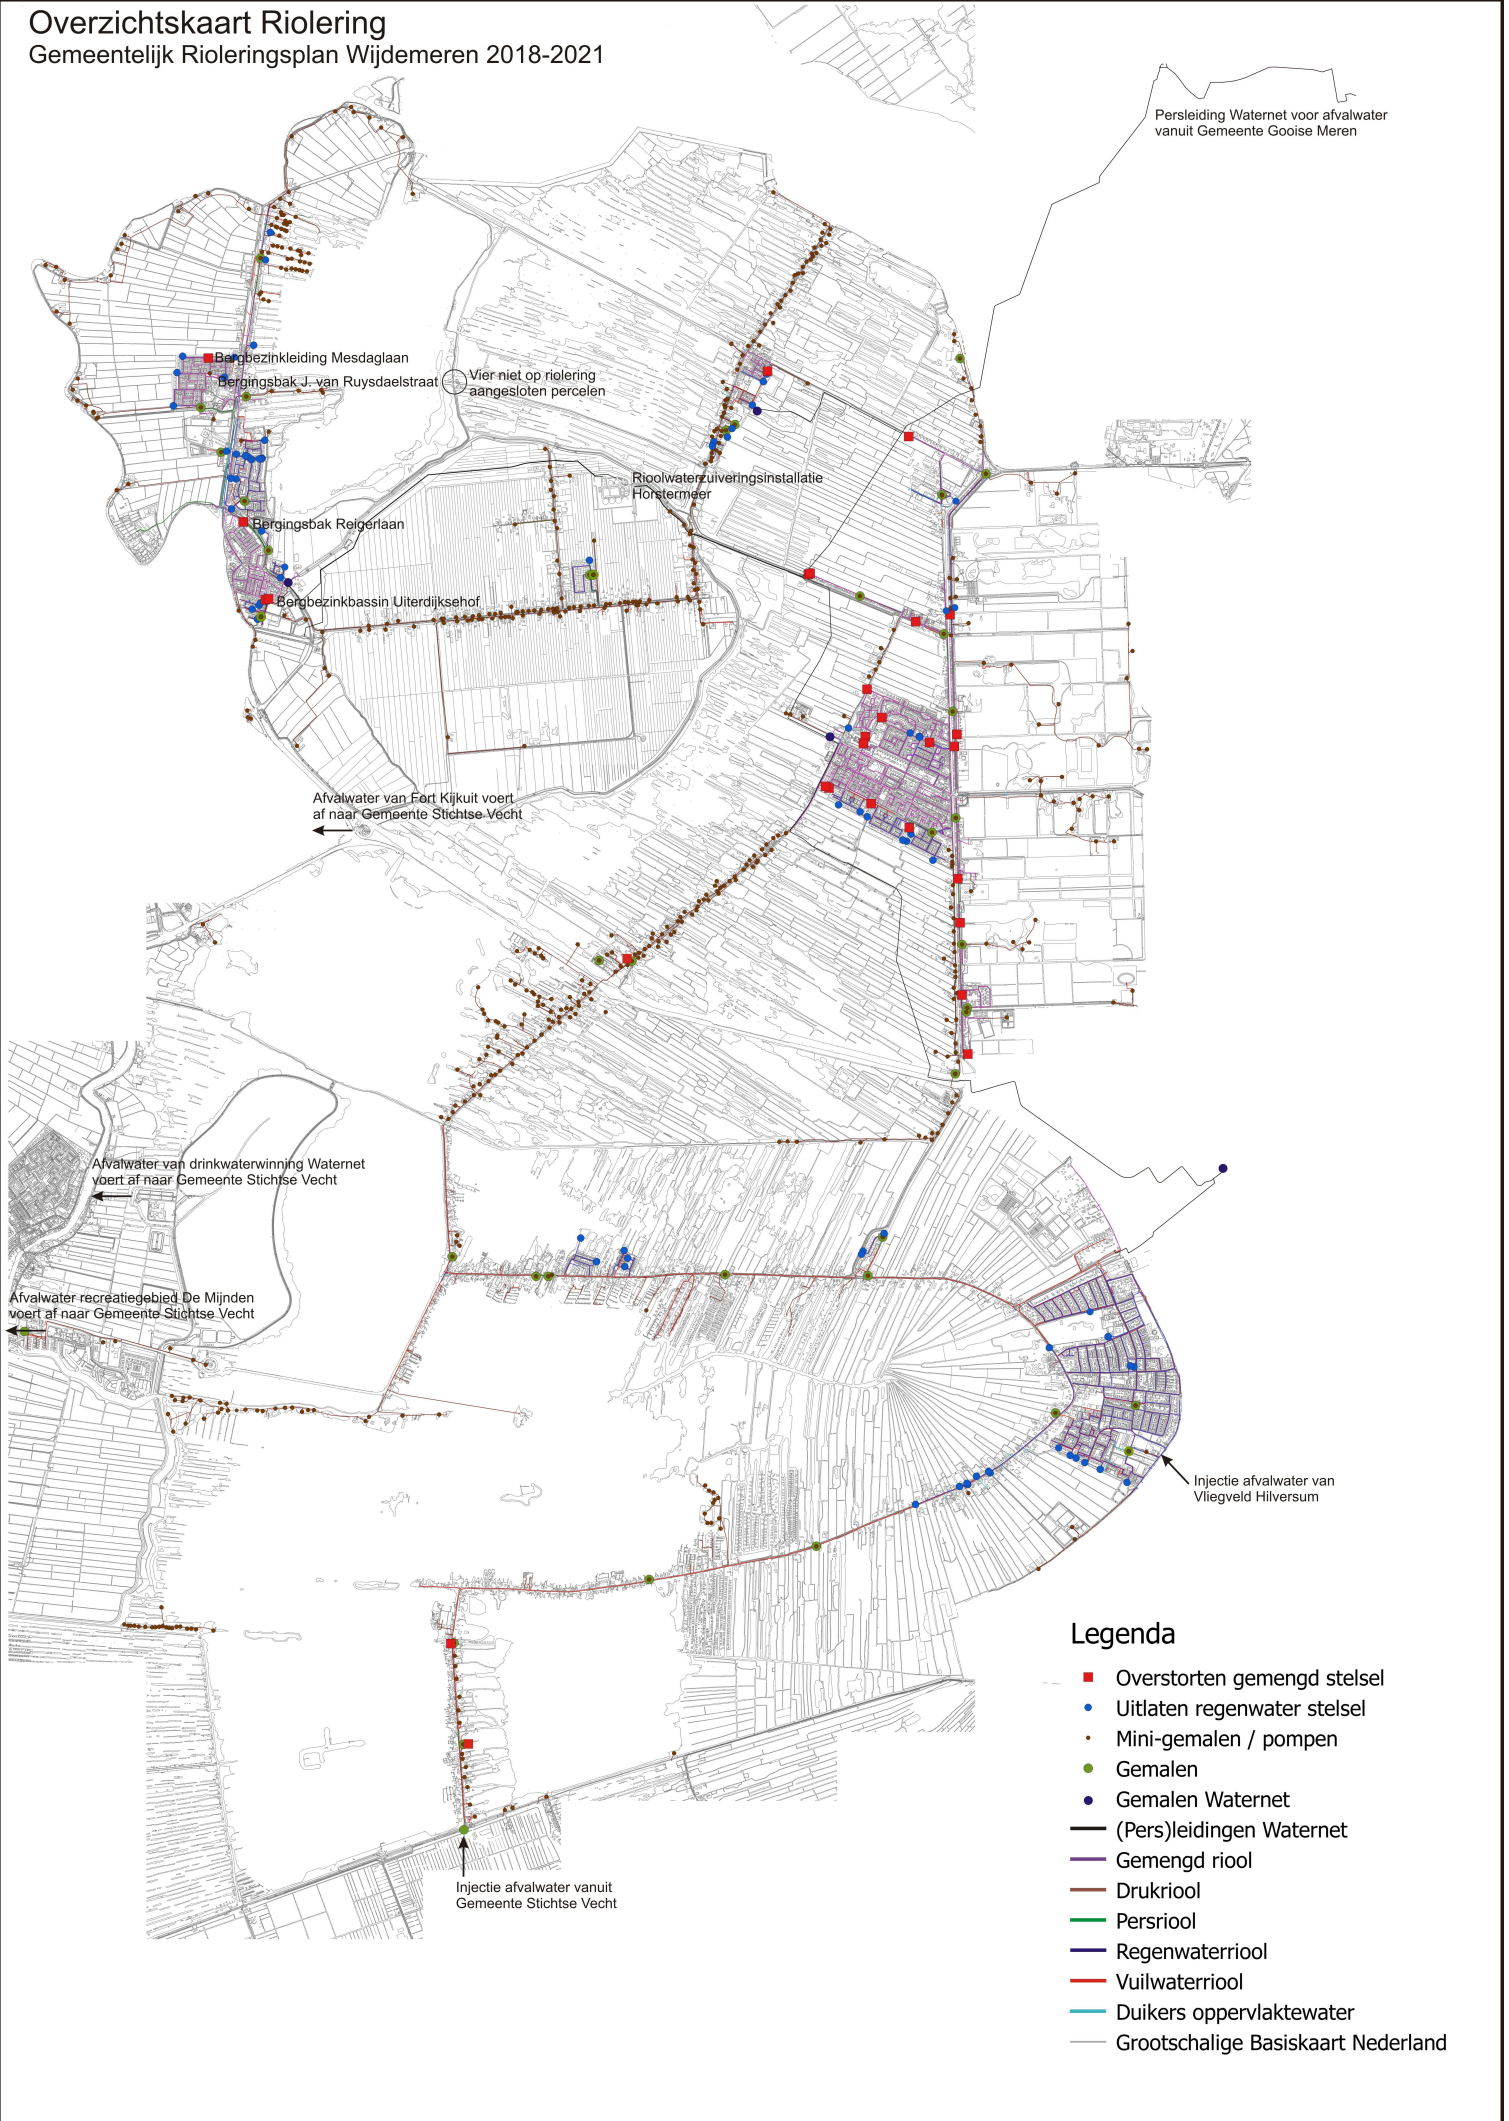 Overzichtskaart Riolering
Gemeentelijk Rioleringsplan Wijdemeren 2018-2021
Persleiding Waternet voor afvalwater
vanuit Gemeente Gooise Meren
Bergbezinkleiding Mesdaglaan
Bergingsbak J. van Ruysdaelstraat
Vier niet op riolering
aangesloten percelen
Rioolwaterzuiveringsinstallatie
Horstermeer
Bergingsbak Reigerlaan
Bergbezinkbassin Uiterdijksehof
Afvalwater van Fort Kijkuit voert
af naar Gemeente Stichtse Vecht
Afvalwater van drinkwaterwinning Waternet
voert af naar Gemeente Stichtse Vecht
Afvalwater recreatiegebied De Mijnden
voert af naar Gemeente Stichtse Vecht
Injectie afvalwater van
Vliegveld Hilversum
Injectie afvalwater vanuit
Gemeente Stichtse Vecht
Legenda
Overstorten gemengd stelsel
Uitlaten regenwater stelsel
Mini-gemalen / pompen
Gemalen
Gemalen Waternet
(Pers)leidingen Waternet
Gemengd riool
Drukriool
Persriool
Regenwaterriool
Vuilwaterriool
Duikers oppervlaktewater
Grootschalige Basiskaart Nederland